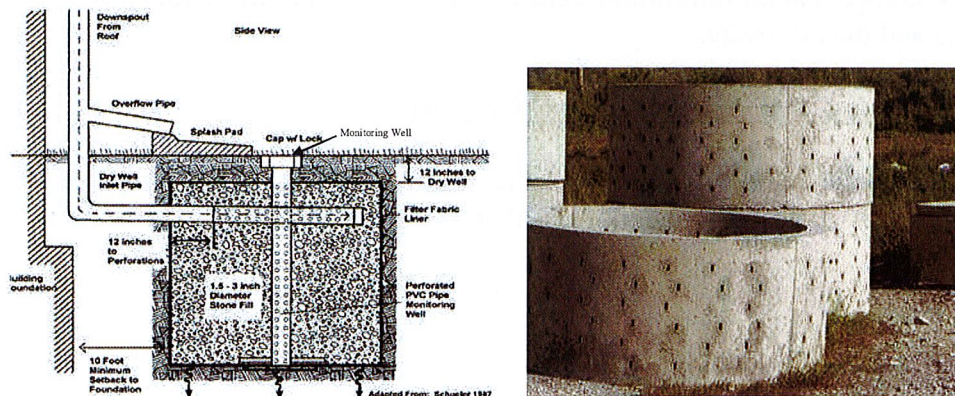 Downspout
From
Roof
Side View
Overflow Pipe
Splash Pad
Cap w/ Lock
Monitoring Well
12 Inches to
Dry Well
Dry Well
Inlet Pipe
Filter Fabric
Liner
12 Inches
to
Perforations
1.5 - 3 Inch
Diameter
Stone Fill
Perforated
PVC Pipe
Monitoring
Well
Building
Foundation
10 Foot
Minimum
Setback to
Foundation
Adapted From: Schueler 1987